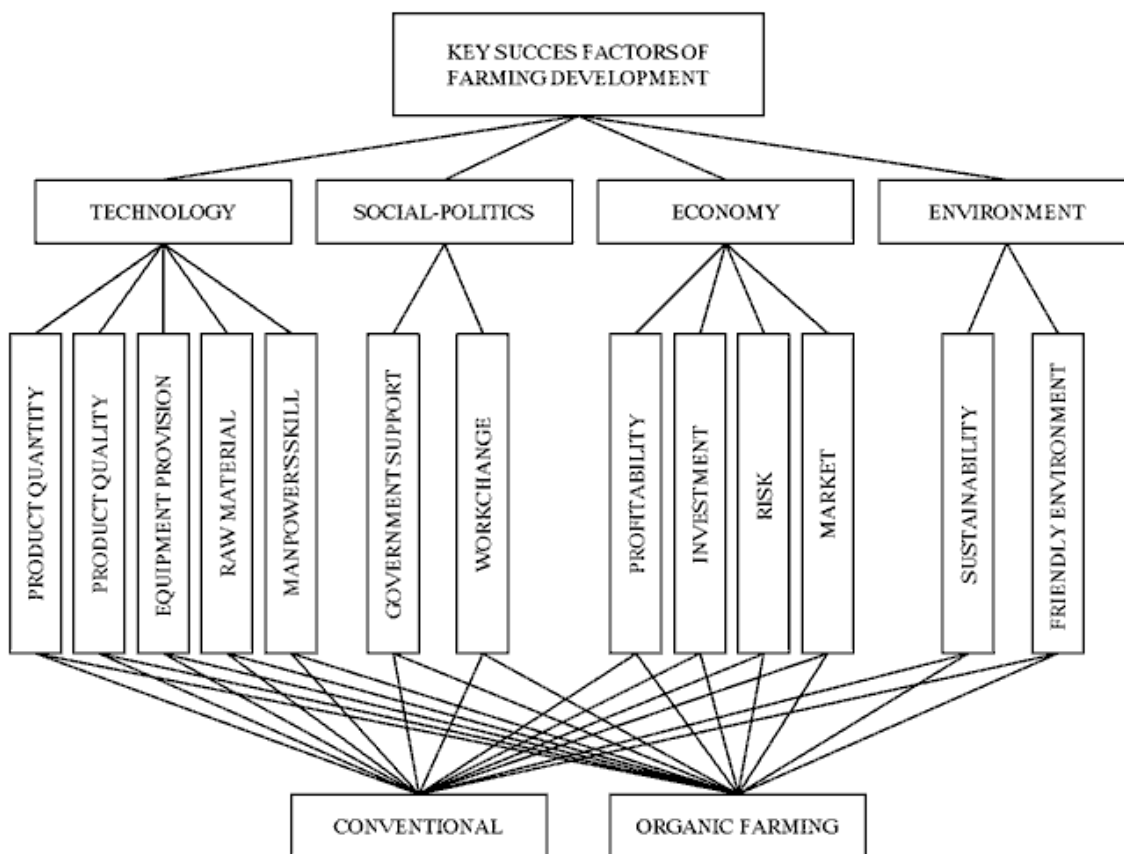 KEY SUCCES FACTORS OF
FARMING DEVELOPMENT
TECHNOLOGY
SOCIAL-POLITICS
ECONOMY
ENVIRONMENT
PRODUCT QUANTITY
PRODUCT QUALITY
EQUIPMENT PROVISION
RAW MATERIAL
MANPOWERSSKILL
GOVERNMENT SUPPORT
WORKCHANGE
PROFITABILITY
INVESTMENT
RISK
MARKET
SUSTAINABILITY
FRIENDLY ENVIRONMENT
CONVENTIONAL
ORGANIC FARMING